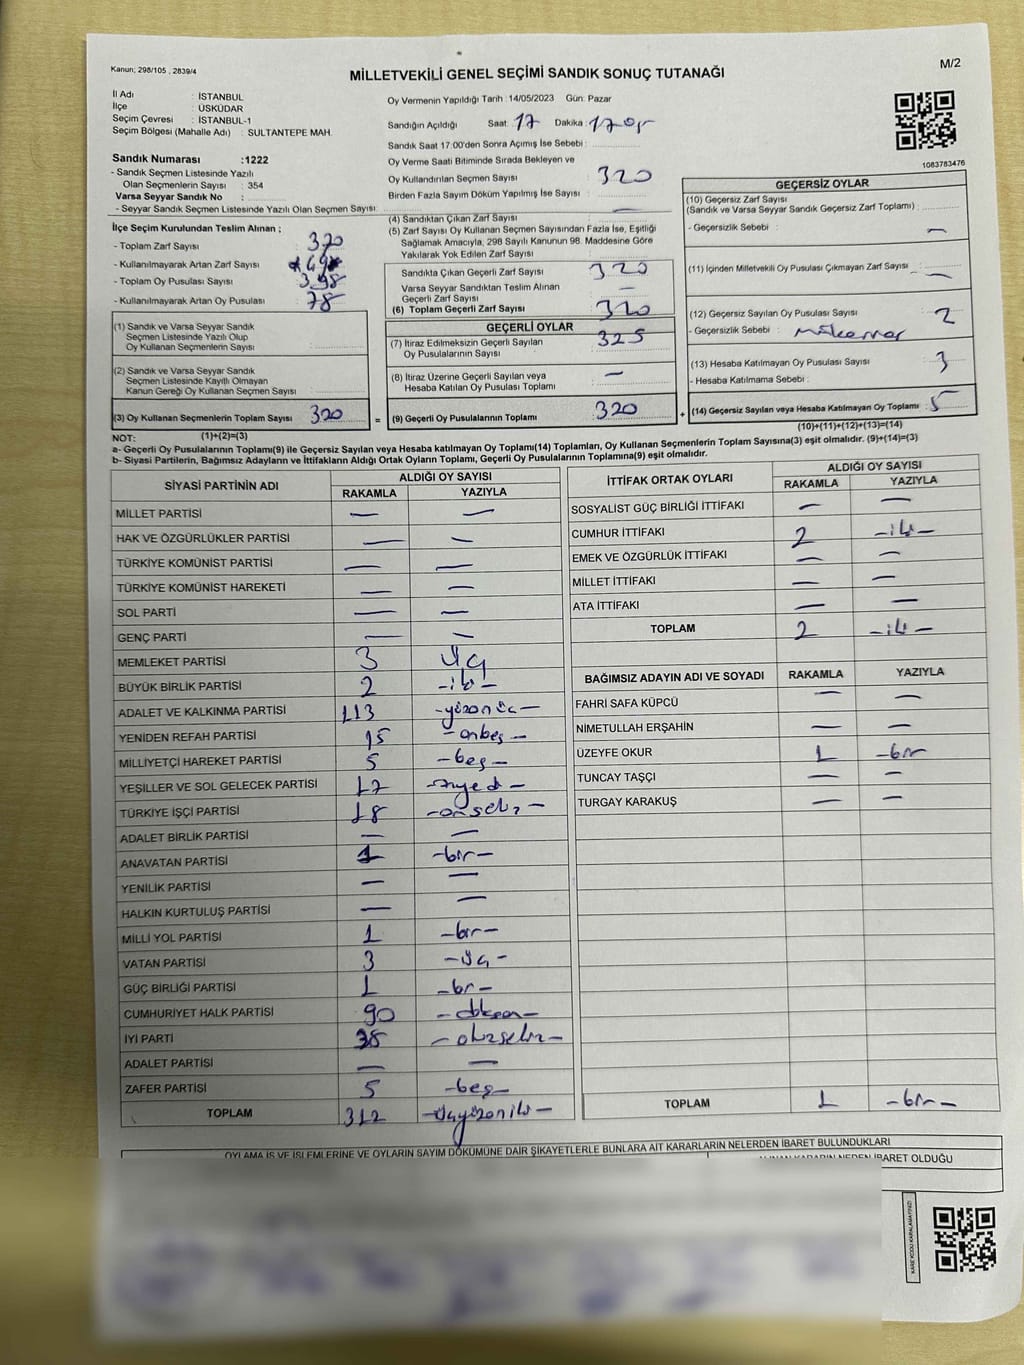 Kanun; 298/105 , 2839/4
MİLLETVEKİLİ GENEL SEÇİMİ SANDIK SONUÇ TUTANAĞI
M/2
İl Adı : İSTANBUL
İlçe : ÜSKÜDAR
Seçim Çevresi : İSTANBUL-1
Seçim Bölgesi (Mahalle Adı) : SULTANTEPE MAH.
Sandık Numarası :1222
- Sandık Seçmen Listesinde Yazılı
Olan Seçmenlerin Sayısı : 354
Varsa Seyyar Sandık No :
- Seyyar Sandık Seçmen Listesinde Yazılı Olan Seçmen Sayısı:
Oy Vermenin Yapıldığı Tarih :14/05/2023 Gün: Pazar
Sandığın Açıldığı Saat: 17 Dakika: 17.05
Sandık Saat 17:00'den Sonra Açımış İse Sebebi :
Oy Verme Saati Bitiminde Sırada Bekleyen ve
Oy Kullandırılan Seçmen Sayısı : 320
Birden Fazla Sayım Döküm Yapılmış İse Sayısı : —
1083783476
İlçe Seçim Kurulundan Teslim Alınan ;
- Toplam Zarf Sayısı
- Kullanılmayarak Artan Zarf Sayısı :
- Toplam Oy Pusulası Sayısı : 398
- Kullanılmayarak Artan Oy Pusulası : 78
(1) Sandık ve Varsa Seyyar Sandık
Seçmen Listesinde Yazılı Olup
Oy Kullanan Seçmenlerin Sayısı
(2) Sandık ve Varsa Seyyar Sandık
Seçmen Listesinde Kayıllı Olmayan
Kanun Gereği Oy Kullanan Seçmen Sayısı
(3) Oy Kullanan Seçmenlerin Toplam Sayısı 320
(1)+(2)=(3)
(4) Sandıktan Çıkan Zarf Sayısı
(5) Zarf Sayısı Oy Kullanan Seçmen Sayısından Fazla İse, Eşitliği
Sağlamak Amacıyla, 298 Sayılı Kanunun 98. Maddesine Göre
Yakılarak Yok Edilen Zarf Sayısı
Sandıkta Çıkan Geçerli Zarf Sayısı 320
Varsa Seyyar Sandıktan Teslim Alınan
Geçerli Zarf Sayısı —
(6) Toplam Geçerli Zarf Sayısı 320
GEÇERLİ OYLAR
(7) İtiraz Edilmeksizin Geçerli Sayılan
Oy Pusulalarının Sayısı 325
(8) İtiraz Üzerine Geçerli Sayılan veya
Hesaba Katılan Oy Pusulası Toplamı —
= (9) Geçerli Oy Pusulalarının Toplamı 320
GEÇERSİZ OYLAR
(10) Geçersiz Zarf Sayısı
(Sandık ve Varsa Seyyar Sandık Geçersiz Zarf Toplamı) :
- Geçersizlik Sebebi : —
(11) İçinden Milletvekili Oy Pusulası Çıkmayan Zarf Sayısı : —
(12) Geçersiz Sayılan Oy Pusulası Sayısı : 2
- Geçersizlik Sebebi :
(13) Hesaba Katılmayan Oy Pusulası Sayısı : 3
- Hesaba Katılmama Sebebi :
+ (14) Geçersiz Sayılan veya Hesaba Katılmayan Oy Toplamı : 5
(10)+(11)+(12)+(13)=(14)
NOT:
a- Geçerli Oy Pusulalarının Toplamı(9) ile Geçersiz Sayılan veya Hesaba katılmayan Oy Toplamı(14) Toplamları, Oy Kullanan Seçmenlerin Toplam Sayısına(3) eşit olmalıdır. (9)+(14)=(3)
b- Siyasi Partilerin, Bağımsız Adayların ve İttifakların Aldığı Ortak Oyların Toplamı, Geçerli Oy Pusulalarının Toplamına(9) eşit olmalıdır.
SİYASİ PARTİNİN ADI ALDIĞI OY SAYISI
RAKAMLA YAZIYLA
MİLLET PARTİSİ — —
HAK VE ÖZGÜRLÜKLER PARTİSİ — —
TÜRKİYE KOMÜNİST PARTİSİ — —
TÜRKİYE KOMÜNİST HAREKETİ — —
SOL PARTİ — —
GENÇ PARTİ — —
MEMLEKET PARTİSİ 3 üç
BÜYÜK BİRLİK PARTİSİ 2 -iki-
ADALET VE KALKINMA PARTİSİ 113 -yüzonüç-
YENİDEN REFAH PARTİSİ 15 -onbeş-
MİLLİYETÇİ HAREKET PARTİSİ 5 -beş-
YEŞİLLER VE SOL GELECEK PARTİSİ 17 -onyedi-
TÜRKİYE İŞÇİ PARTİSİ 18 -onsekiz-
ADALET BİRLİK PARTİSİ — —
ANAVATAN PARTİSİ 1 -bir-
YENİLİK PARTİSİ — —
HALKIN KURTULUŞ PARTİSİ — —
MİLLİ YOL PARTİSİ 1 -bir-
VATAN PARTİSİ 3 -üç-
GÜÇ BİRLİĞİ PARTİSİ 1 -bir-
CUMHURİYET HALK PARTİSİ 90 -doksan-
İYİ PARTİ 38 -otuzsekiz-
ADALET PARTİSİ — —
ZAFER PARTİSİ 5 -beş-
TOPLAM 312 -üçyüzoniki-
İTTİFAK ORTAK OYLARI ALDIĞI OY SAYISI
RAKAMLA YAZIYLA
SOSYALIST GÜÇ BİRLİĞİ İTTİFAKI — —
CUMHUR İTTİFAKI 2 -iki-
EMEK VE ÖZGÜRLÜK İTTİFAKI — —
MİLLET İTTİFAKI — —
ATA İTTİFAKI — —
TOPLAM 2 -iki-
BAĞIMSIZ ADAYIN ADI VE SOYADI RAKAMLA YAZIYLA
FAHRİ SAFA KÜPCÜ — —
NİMETULLAH ERŞAHİN — —
ÜZEYFE OKUR 1 -bir-
TUNCAY TAŞÇI — —
TURGAY KARAKUŞ — —
TOPLAM 1 -bir-
OYLAMA İŞ VE İŞLEMLERİNE VE OYLARIN SAYIM DÖKÜMÜNE DAİR ŞİKAYETLERLE BUNLARA AİT KARARLARIN NELERDEN İBARET BULUNDUKLARI
ALINAN KARARIN NEDEN İBARET OLDUĞU